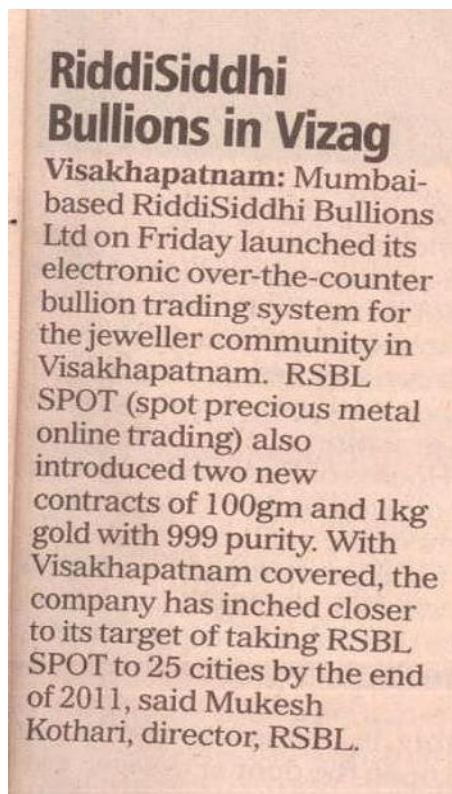 RiddiSiddhi
Bullions in Vizag
Visakhapatnam: Mumbai-
based RiddiSiddhi Bullions
Ltd on Friday launched its
electronic over-the-counter
bullion trading system for
the jeweller community in
Visakhapatnam. RSBL
SPOT (spot precious metal
online trading) also
introduced two new
contracts of 100gm and 1kg
gold with 999 purity. With
Visakhapatnam covered, the
company has inched closer
to its target of taking RSBL
SPOT to 25 cities by the end
of 2011, said Mukesh
Kothari, director, RSBL.